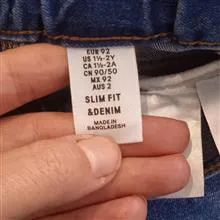 EUR 92
US 1½-2Y
CA 1½-2A
CN 90/50
MX 92
AUS 2
SLIM FIT
&DENIM
MADE IN
BANGLADESH